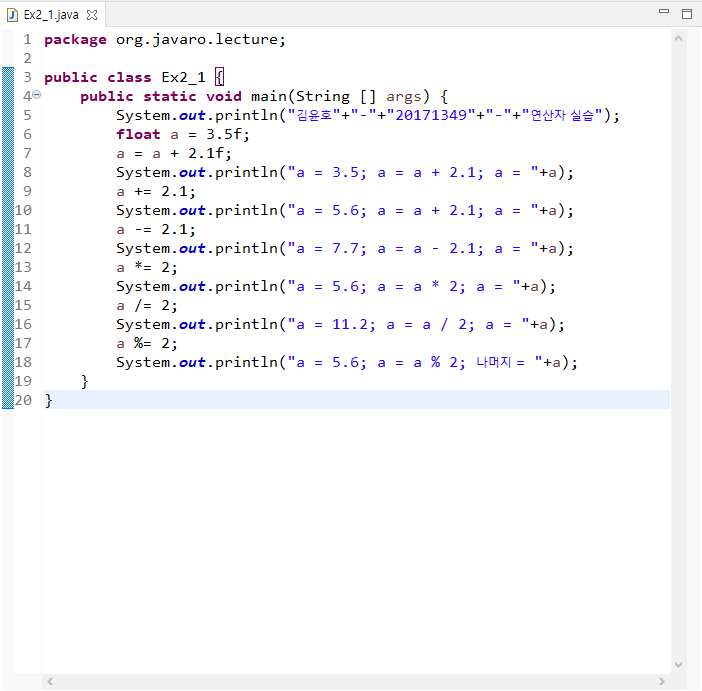 Ex2_1.java
1 package org.javaro.lecture;
2
3 public class Ex2_1 {
4 public static void main(String [] args) {
5 System.out.println("김윤호"+"-"+"20171349"+"-"+"연산자 실습");
6 float a = 3.5f;
7 a = a + 2.1f;
8 System.out.println("a = 3.5; a = a + 2.1; a = "+a);
9 a += 2.1;
10 System.out.println("a = 5.6; a = a + 2.1; a = "+a);
11 a -= 2.1;
12 System.out.println("a = 7.7; a = a - 2.1; a = "+a);
13 a *= 2;
14 System.out.println("a = 5.6; a = a * 2; a = "+a);
15 a /= 2;
16 System.out.println("a = 11.2; a = a / 2; a = "+a);
17 a %= 2;
18 System.out.println("a = 5.6; a = a % 2; 나머지 = "+a);
19 }
20 }